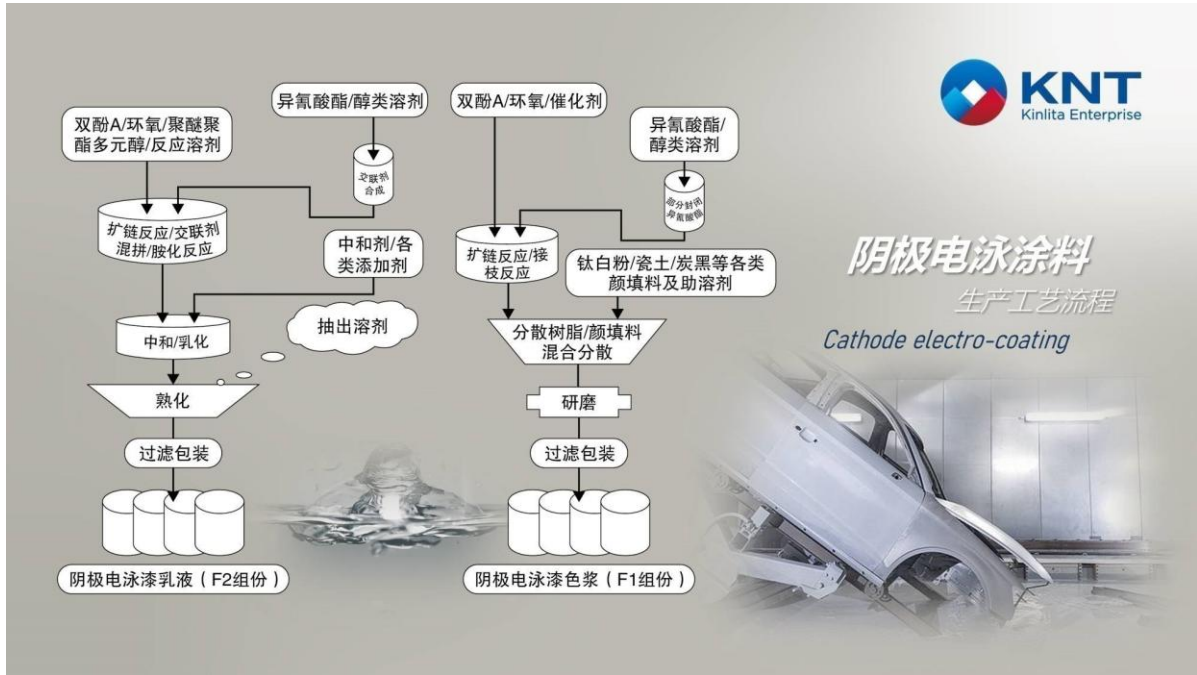 KNT
Kinlita Enterprise
异氰酸酯/醇类溶剂
双酚A/环氧/聚醚聚
酯多元醇/反应溶剂
交联剂
合成
扩链反应/交联剂
混拼/胺化反应
中和剂/各
类添加剂
抽出溶剂
中和/乳化
熟化
过滤包装
阴极电泳漆乳液（F2组份）
双酚A/环氧/催化剂
异氰酸酯/
醇类溶剂
部分封闭
异氰酸酯
扩链反应/接
枝反应
钛白粉/瓷土/炭黑等各类
颜填料及助溶剂
分散树脂/颜填料
混合分散
研磨
过滤包装
阴极电泳漆色浆（F1组份）
阴极电泳涂料
生产工艺流程
Cathode electro-coating